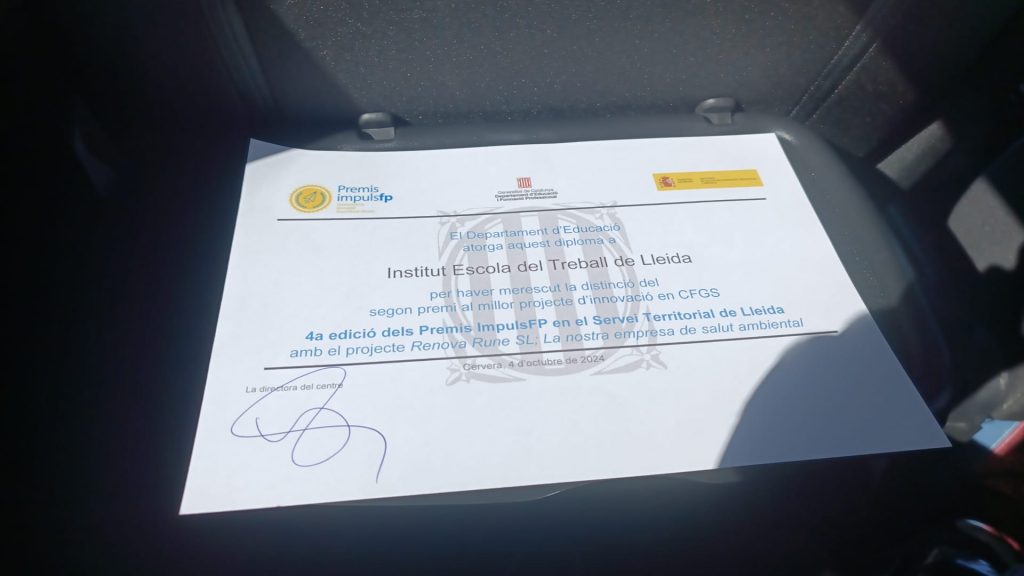 Premis
impulsfp
Generalitat de Catalunya
Departament d'Educació
i Formació Professional
El Departament d'Educació
atorga aquest diploma a
Institut Escola del Treball de Lleida
per haver merescut la distinció del
segon premi al millor projecte d'innovació en CFGS
4a edició dels Premis ImpulsFP en el Servei Territorial de Lleida
amb el projecte Renova Rune SL; La nostra empresa de salut ambiental
Cervera, 4 d'octubre de 2024
La directora del centre